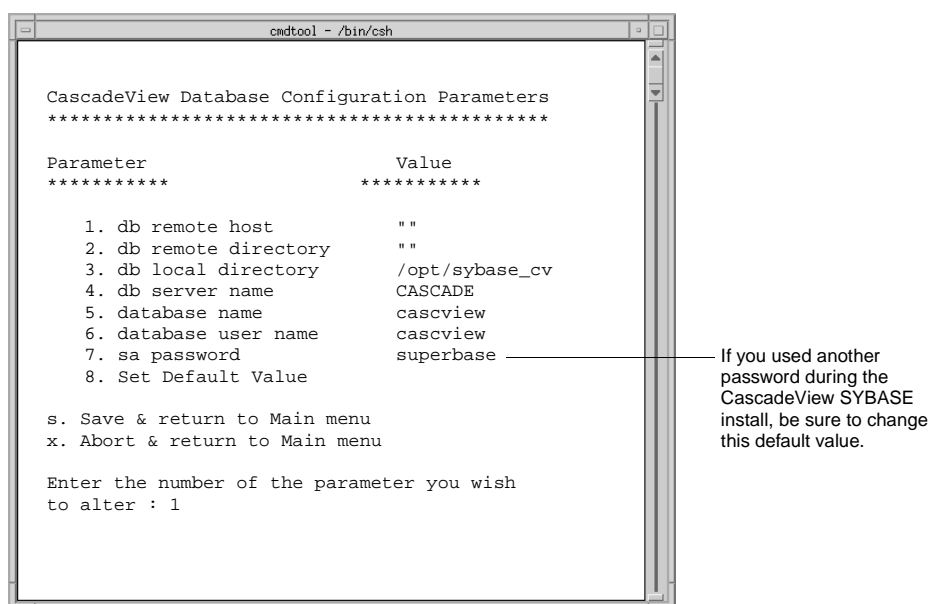 cmdtool - /bin/csh
CascadeView Database Configuration Parameters
*********************************************
Parameter Value
*********** ***********
1. db remote host ""
2. db remote directory ""
3. db local directory /opt/sybase_cv
4. db server name CASCADE
5. database name cascview
6. database user name cascview
7. sa password superbase
8. Set Default Value
s. Save & return to Main menu
x. Abort & return to Main menu
Enter the number of the parameter you wish
to alter : 1
If you used another
password during the
CascadeView SYBASE
install, be sure to change
this default value.